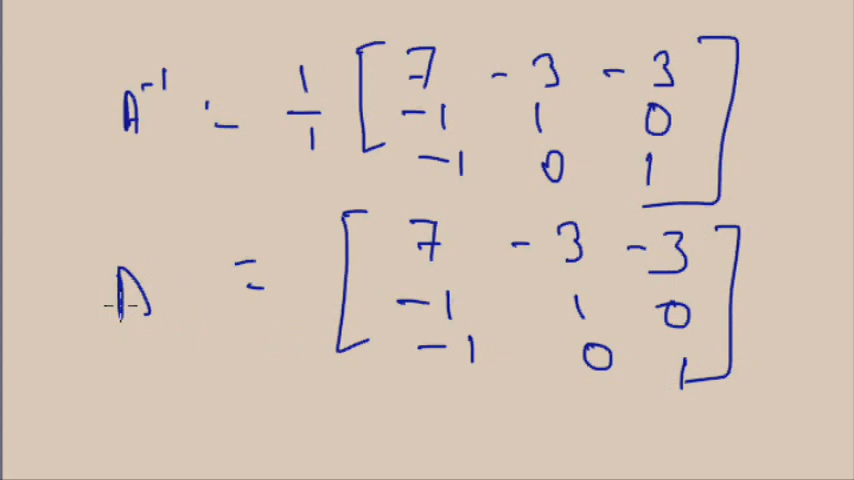 A⁻¹ = 1/1 [ 7 - 3 - 3
-1 1 0
-1 0 1 ]
A = [ 7 - 3 - 3
-1 1 0
-1 0 1 ]